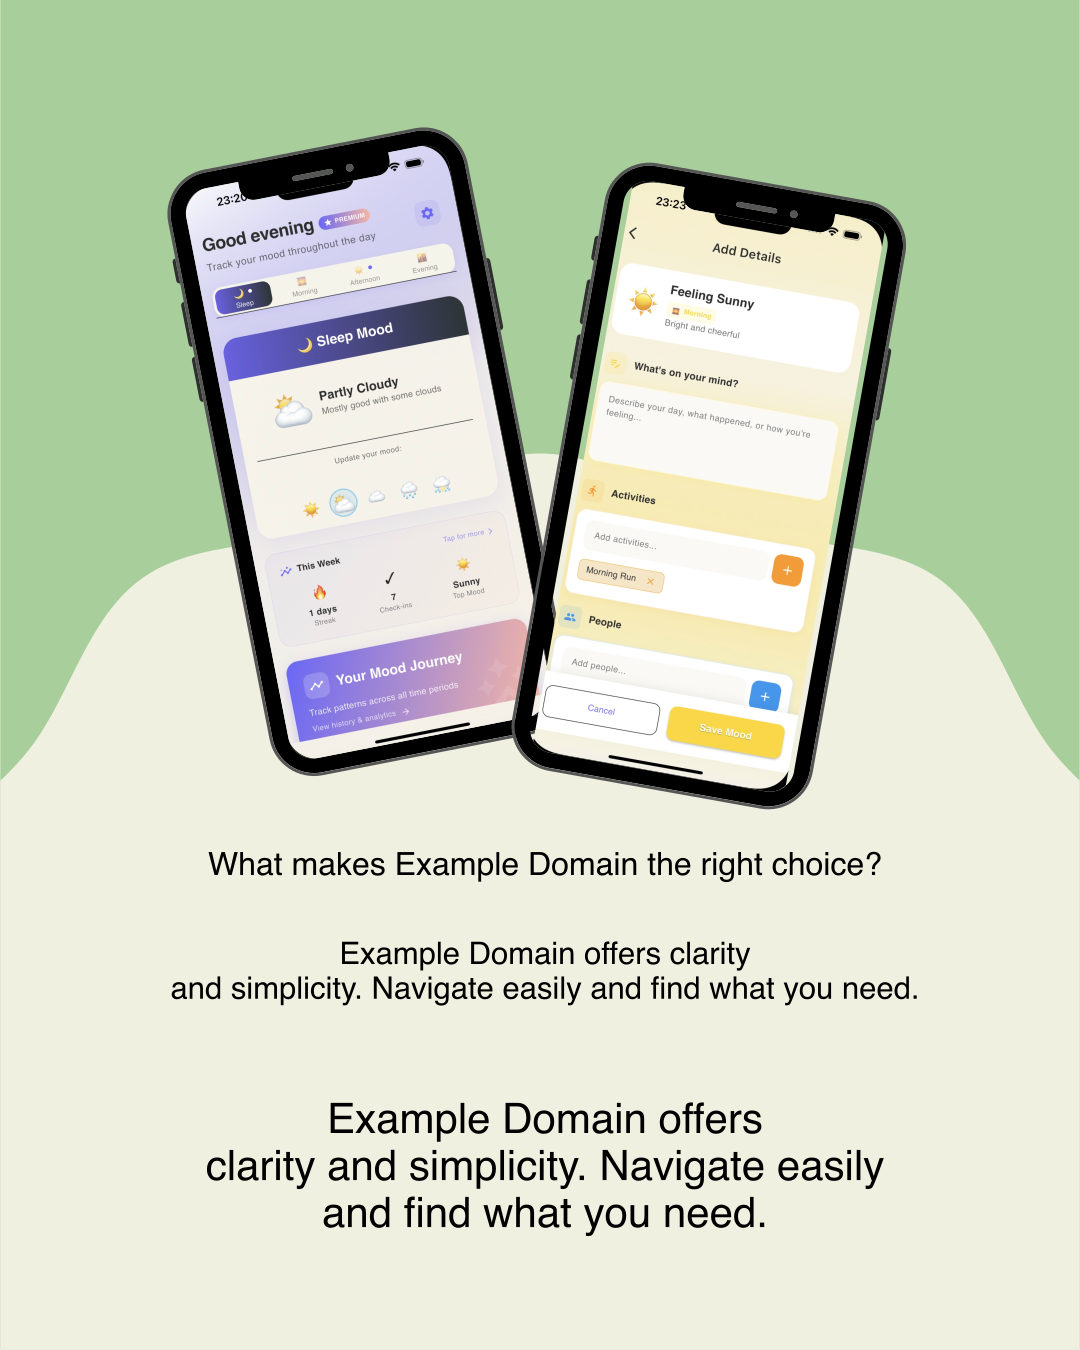 23:20
Good evening
PREMIUM
Track your mood throughout the day
Sleep
Morning
Afternoon
Evening
Sleep Mood
Partly Cloudy
Mostly good with some clouds
Update your mood:
This Week
Tap for more
1 days
Streak
7
Check-ins
Sunny
Top Mood
Your Mood Journey
Track patterns across all time periods
View history & analytics
23:23
Add Details
Feeling Sunny
Morning
Bright and cheerful
What's on your mind?
Describe your day, what happened, or how you're
feeling...
Activities
Add activities...
Morning Run
People
Add people...
Cancel
Save Mood
What makes Example Domain the right choice?
Example Domain offers clarity
and simplicity. Navigate easily and find what you need.
Example Domain offers
clarity and simplicity. Navigate easily
and find what you need.